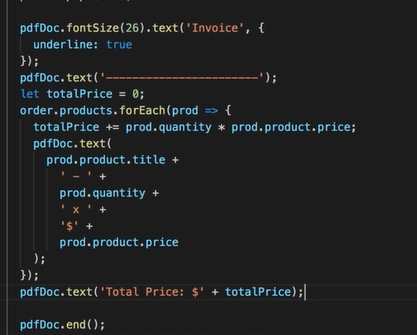 pdfDoc.fontSize(26).text('Invoice', {
underline: true
});
pdfDoc.text('-----------------------');
let totalPrice = 0;
order.products.forEach(prod => {
totalPrice += prod.quantity * prod.product.price;
pdfDoc.text(
prod.product.title +
' - ' +
prod.quantity +
' x ' +
'$' +
prod.product.price
);
});
pdfDoc.text('Total Price: $' + totalPrice);
pdfDoc.end();